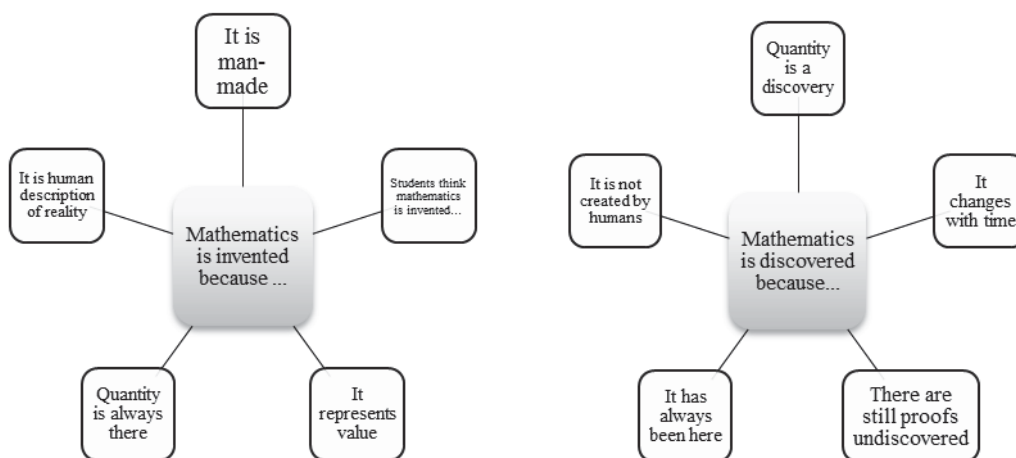 It is
man-
made
It is human
description
of reality
Students think
mathematics
is invented...
Mathematics
is invented
because ...
Quantity
is always
there
It
represents
value
Quantity
is a
discovery
It is not
created by
humans
It
changes
with time
Mathematics
is discovered
because...
It has
always
been here
There are
still proofs
undiscovered